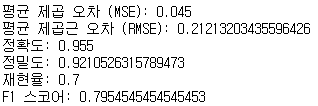 평균 제곱 오차 (MSE): 0.045
평균 제곱근 오차 (RMSE): 0.21213203435596426
정확도: 0.955
정밀도: 0.9210526315789473
재현율: 0.7
F1 스코어: 0.7954545454545453